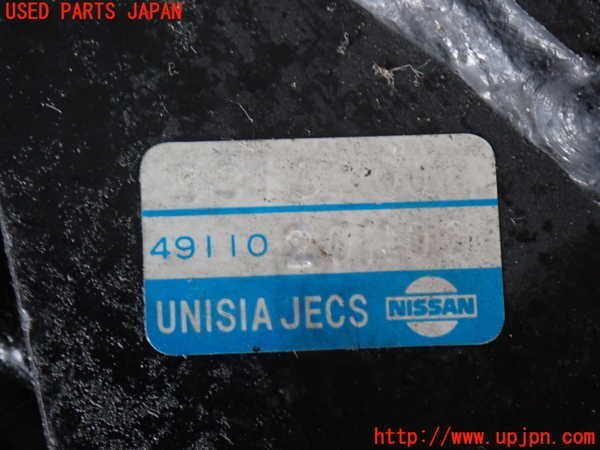 USED PARTS JAPAN
49110
UNISIA JECS NISSAN
http://www.upjpn.com/